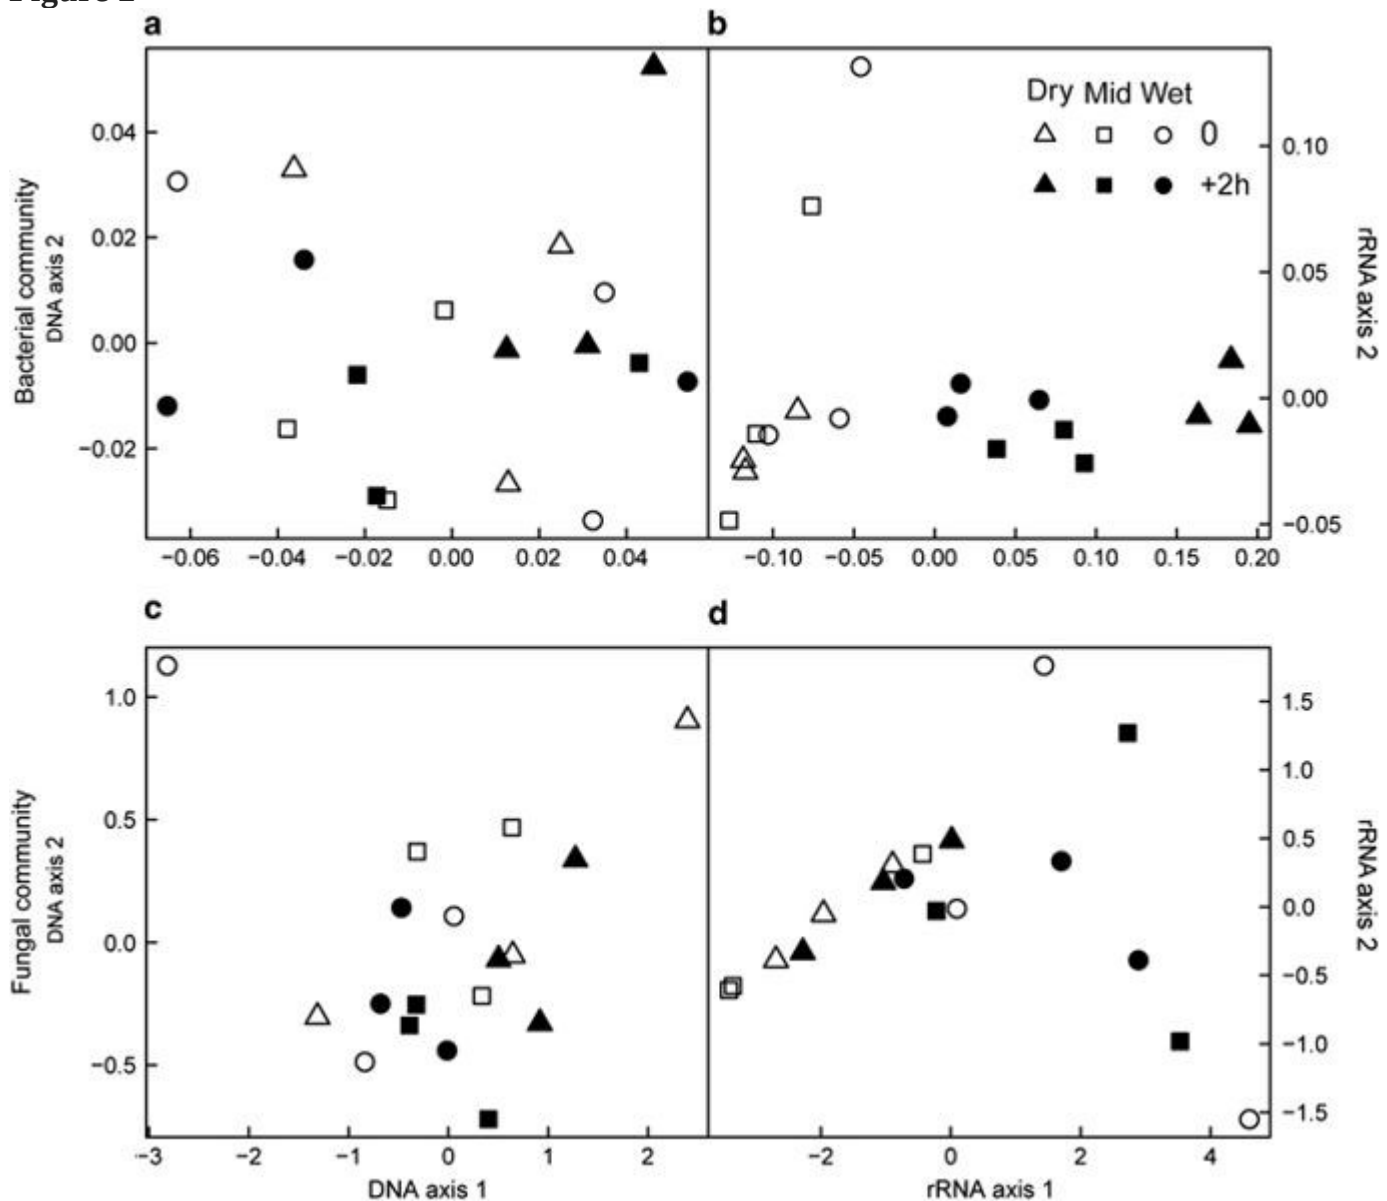 a
b
Dry Mid Wet
0
+2h
0.04
0.02
0.00
−0.02
Bacterial community
DNA axis 2
0.10
0.05
0.00
−0.05
rRNA axis 2
−0.06 −0.04 −0.02 0.00 0.02 0.04
−0.10 −0.05 0.00 0.05 0.10 0.15 0.20
c
d
1.0
0.5
0.0
−0.5
Fungal community
DNA axis 2
1.5
1.0
0.5
0.0
−0.5
−1.0
−1.5
rRNA axis 2
−3 −2 −1 0 1 2
−2 0 2 4
DNA axis 1
rRNA axis 1